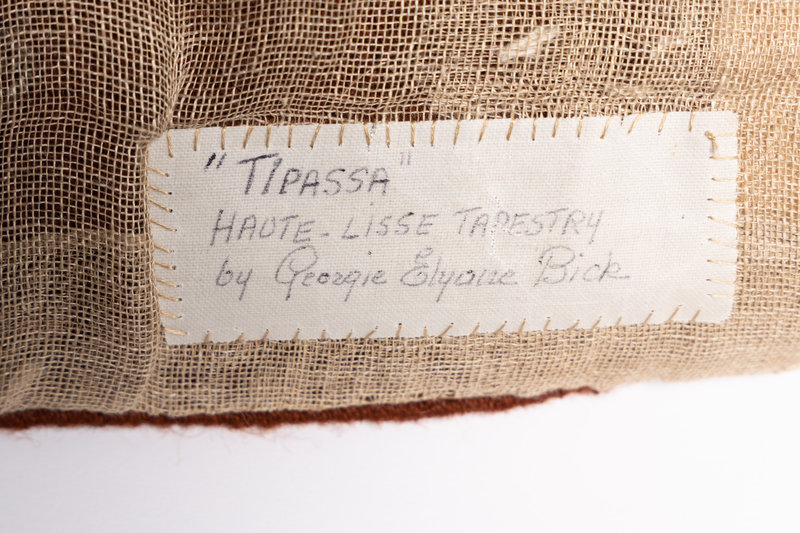 "TIPASSA"
HAUTE-LISSE TAPESTRY
by Georgie Elyane Bick